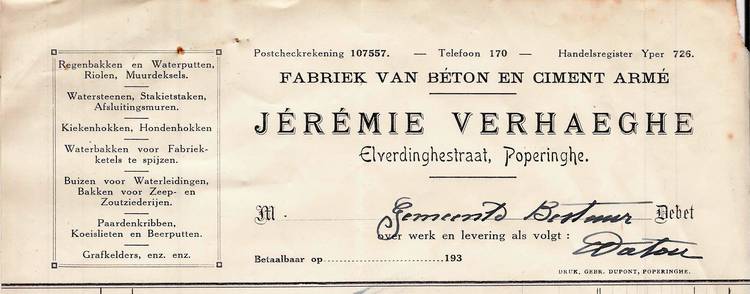 Regenbakken en Waterputten,
Riolen, Muurdeksels.
Watersteenen, Stakietstaken,
Afsluitingsmuren.
Kiekenhokken, Hondenhokken
Waterbakken voor Fabriek-
ketels te spijzen.
Buizen voor Waterleidingen,
Bakken voor Zeep- en
Zoutziederijen.
Paardenkribben,
Koeislieten en Beerputten.
Grafkelders, enz. enz.
Postcheckrekening 107557. — Telefoon 170 — Handelsregister Yper 726.
FABRIEK VAN BÉTON EN CIMENT ARMÉ
JÉRÉMIE VERHAEGHE
Elverdinghestraat, Poperinghe.
M. Gemeente Bestuur Debet
over werk en levering als volgt : Watou
Betaalbaar op 193
DRUK. GEBR. DUPONT, POPERINGHE.